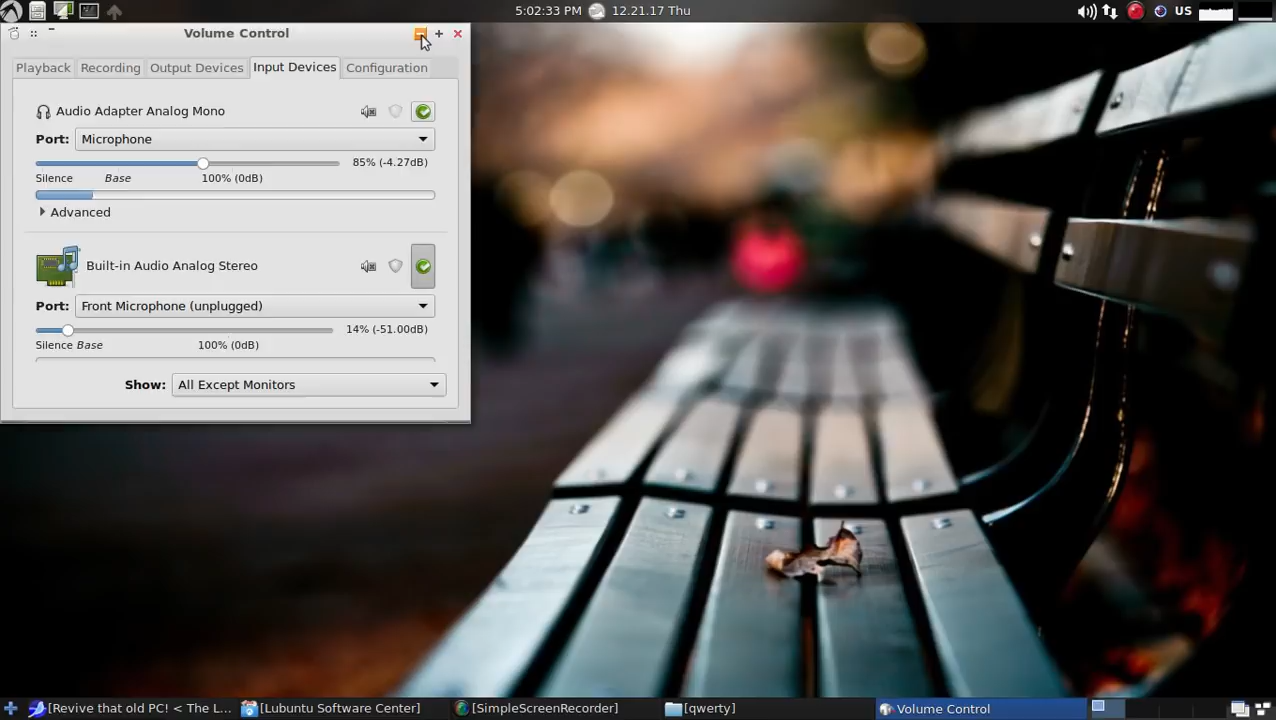 5:02:33 PM 12.21.17 Thu US
Volume Control
Playback Recording Output Devices Input Devices Configuration
Audio Adapter Analog Mono
Port: Microphone
85% (-4.27dB)
Silence Base 100% (0dB)
Advanced
Built-in Audio Analog Stereo
Port: Front Microphone (unplugged)
14% (-51.00dB)
Silence Base 100% (0dB)
Show: All Except Monitors
[Revive that old PC! < The L... [Lubuntu Software Center] [SimpleScreenRecorder] [qwerty] Volume Control